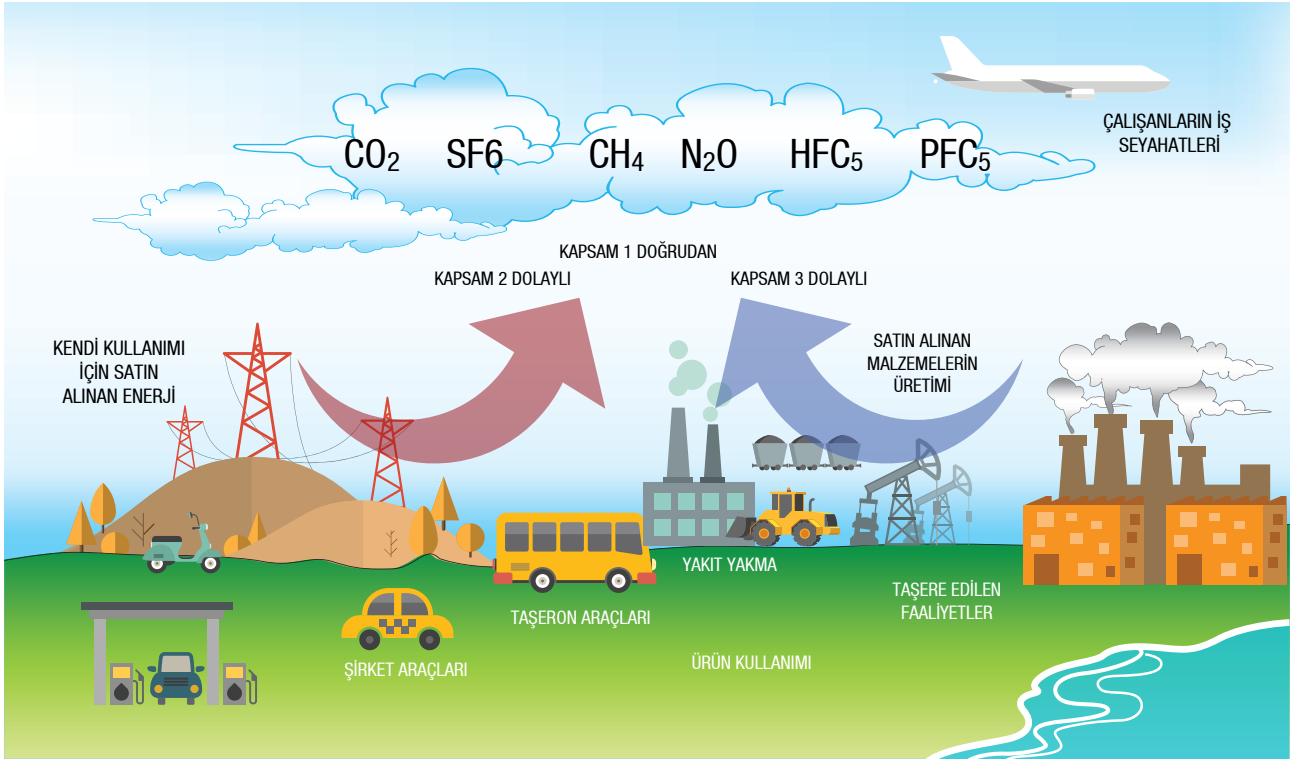 ÇALIŞANLARIN İŞ
SEYAHATLERİ
CO₂ SF6 CH₄ N₂O HFC₅ PFC₅
KAPSAM 1 DOĞRUDAN
KAPSAM 2 DOLAYLI
KAPSAM 3 DOLAYLI
KENDİ KULLANIMI
İÇİN SATIN
ALINAN ENERJİ
SATIN ALINAN
MALZEMELERİN
ÜRETİMİ
YAKIT YAKMA
TAŞERE EDİLEN
FAALİYETLER
TAŞERON ARAÇLARI
ŞİRKET ARAÇLARI
ÜRÜN KULLANIMI